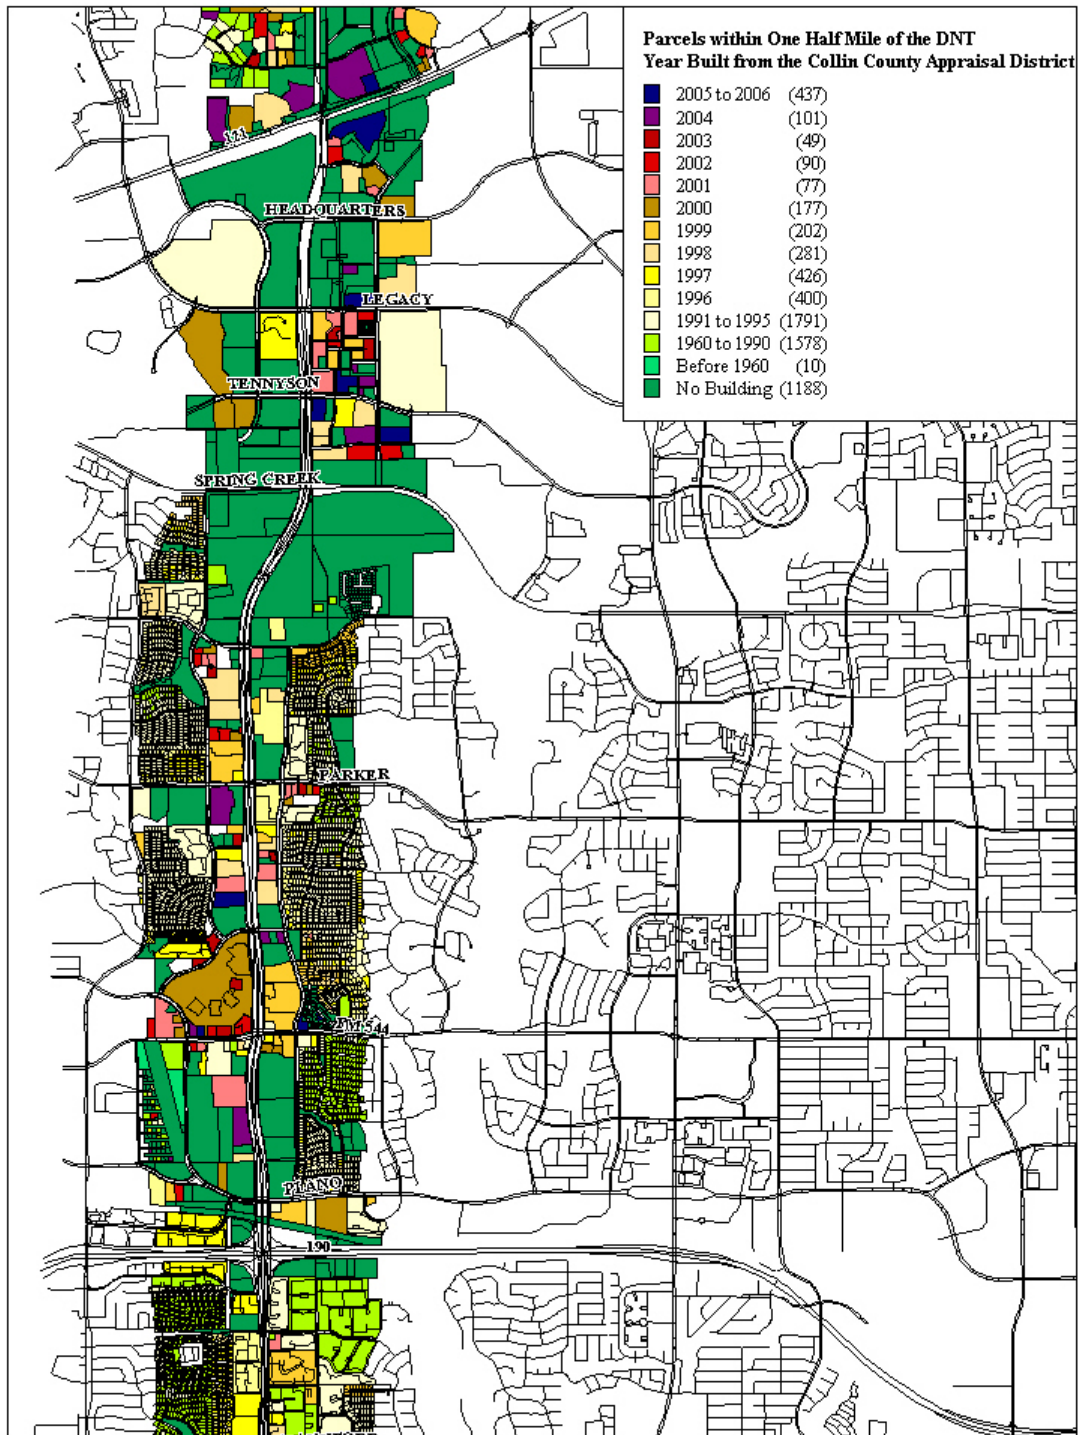 Parcels within One Half Mile of the DNT
Year Built from the Collin County Appraisal District
2005 to 2006 (437)
2004 (101)
2003 (49)
2002 (90)
2001 (77)
2000 (177)
1999 (202)
1998 (281)
1997 (426)
1996 (400)
1991 to 1995 (1791)
1960 to 1990 (1578)
Before 1960 (10)
No Building (1188)
121
HEADQUARTERS
LEGACY
TENNYSON
SPRING CREEK
PARKER
FM 544
PLANO
190